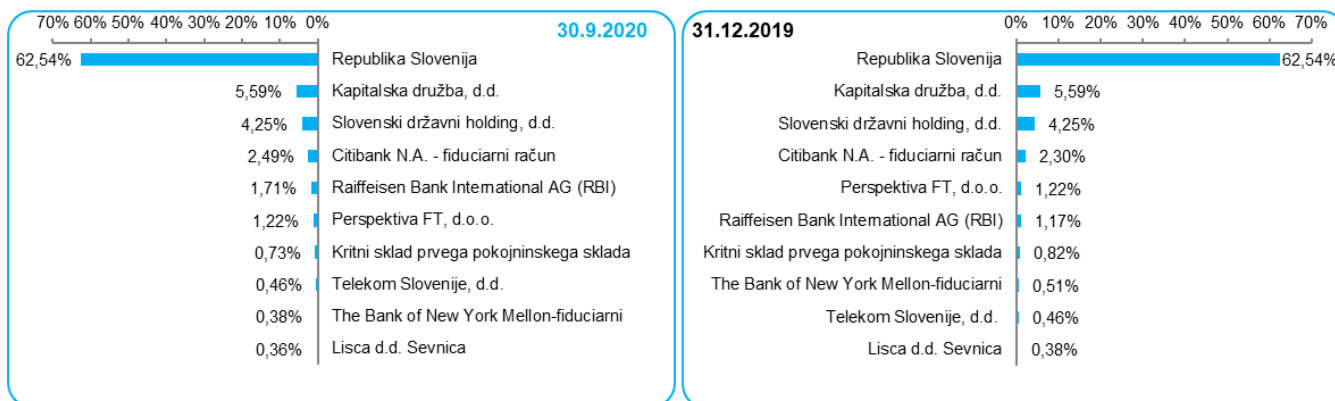 70% 60% 50% 40% 30% 20% 10% 0%
30.9.2020
62,54% Republika Slovenija
5,59% Kapitalska družba, d.d.
4,25% Slovenski državni holding, d.d.
2,49% Citibank N.A. - fiduciarni račun
1,71% Raiffeisen Bank International AG (RBI)
1,22% Perspektiva FT, d.o.o.
0,73% Kritni sklad prvega pokojninskega sklada
0,46% Telekom Slovenije, d.d.
0,38% The Bank of New York Mellon-fiduciarni
0,36% Lisca d.d. Sevnica
0% 10% 20% 30% 40% 50% 60% 70%
31.12.2019
Republika Slovenija 62,54%
Kapitalska družba, d.d. 5,59%
Slovenski državni holding, d.d. 4,25%
Citibank N.A. - fiduciarni račun 2,30%
Perspektiva FT, d.o.o. 1,22%
Raiffeisen Bank International AG (RBI) 1,17%
Kritni sklad prvega pokojninskega sklada 0,82%
The Bank of New York Mellon-fiduciarni 0,51%
Telekom Slovenije, d.d. 0,46%
Lisca d.d. Sevnica 0,38%